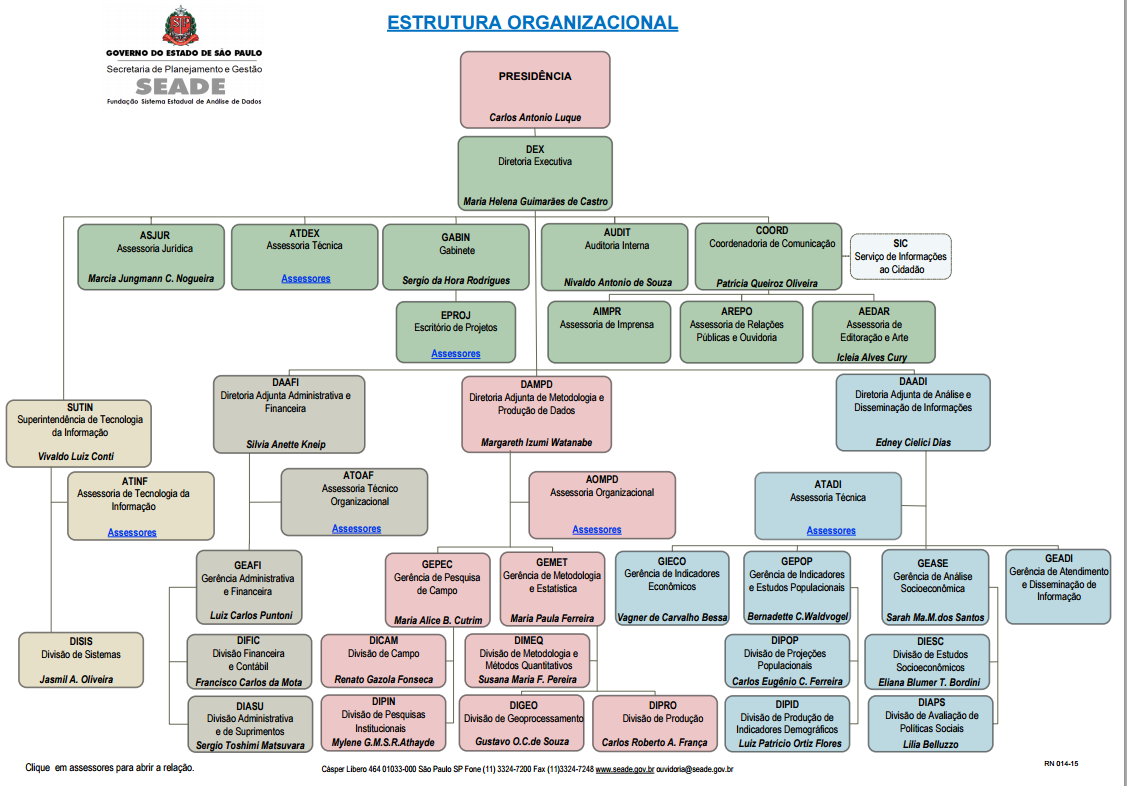 ESTRUTURA ORGANIZACIONAL
GOVERNO DO ESTADO DE SÃO PAULO
Secretaria de Planejamento e Gestão
SEADE
Fundação Sistema Estadual de Análise de Dados
PRESIDÊNCIA
Carlos Antonio Luque
DEX
Diretoria Executiva
Maria Helena Guimarães de Castro
ASJUR
Assessoria Jurídica
Marcia Jungmann C. Nogueira
ATDEX
Assessoria Técnica
Assessores
GABIN
Gabinete
Sergio da Hora Rodrigues
AUDIT
Auditoria Interna
Nivaldo Antonio de Souza
COORD
Coordenadoria de Comunicação
Patricia Queiroz Oliveira
SIC
Serviço de Informações
ao Cidadão
EPROJ
Escritório de Projetos
Assessores
AIMPR
Assessoria de Imprensa
AREPO
Assessoria de Relações
Públicas e Ouvidoria
AEDAR
Assessoria de
Editoração e Arte
Icleia Alves Cury
SUTIN
Superintendência de Tecnologia
da Informação
Vivaldo Luiz Conti
DAAFI
Diretoria Adjunta Administrativa e
Financeira
Silvia Anette Kneip
DAMPD
Diretoria Adjunta de Metodologia e
Produção de Dados
Margareth Izumi Watanabe
DAADI
Diretoria Adjunta de Análise e
Disseminação de Informações
Edney Cielici Dias
ATINF
Assessoria de Tecnologia da
Informação
Assessores
ATOAF
Assessoria Técnico
Organizacional
Assessores
AOMPD
Assessoria Organizacional
Assessores
ATADI
Assessoria Técnica
Assessores
GEAFI
Gerência Administrativa
e Financeira
Luiz Carlos Puntoni
GEPEC
Gerência de Pesquisa
de Campo
Maria Alice B. Cutrim
GEMET
Gerência de Metodologia
e Estatística
Maria Paula Ferreira
GIECO
Gerência de Indicadores
Econômicos
Vagner de Carvalho Bessa
GEPOP
Gerência de Indicadores
e Estudos Populacionais
Bernadette C.Waldvogel
GEASE
Gerência de Análise
Socioeconômica
Sarah Ma.M.dos Santos
GEADI
Gerência de Atendimento
e Disseminação de
Informação
DISIS
Divisão de Sistemas
Jasmil A. Oliveira
DIFIC
Divisão Financeira
e Contábil
Francisco Carlos da Mota
DICAM
Divisão de Campo
Renato Gazola Fonseca
DIMEQ
Divisão de Metodologia e
Métodos Quantitativos
Susana Maria F. Pereira
DIPOP
Divisão de Projeções
Populacionais
Carlos Eugênio C. Ferreira
DIESC
Divisão de Estudos
Socioeconômicos
Eliana Blumer T. Bordini
DIASU
Divisão Administrativa
e de Suprimentos
Sergio Toshimi Matsuvara
DIPIN
Divisão de Pesquisas
Institucionais
Mylene G.M.S.R.Athayde
DIGEO
Divisão de Geoprocessamento
Gustavo O.C.de Souza
DIPRO
Divisão de Produção
Carlos Roberto A. França
DIPID
Divisão de Produção de
Indicadores Demográficos
Luiz Patricio Ortiz Flores
DIAPS
Divisão de Avaliação de
Políticas Sociais
Lilia Belluzzo
Clique em assessores para abrir a relação.
Cásper Líbero 464 01033-000 São Paulo SP Fone (11) 3324-7200 Fax (11)3324-7248 www.seade.gov.br ouvidoria@seade.gov.br
RN 014-15